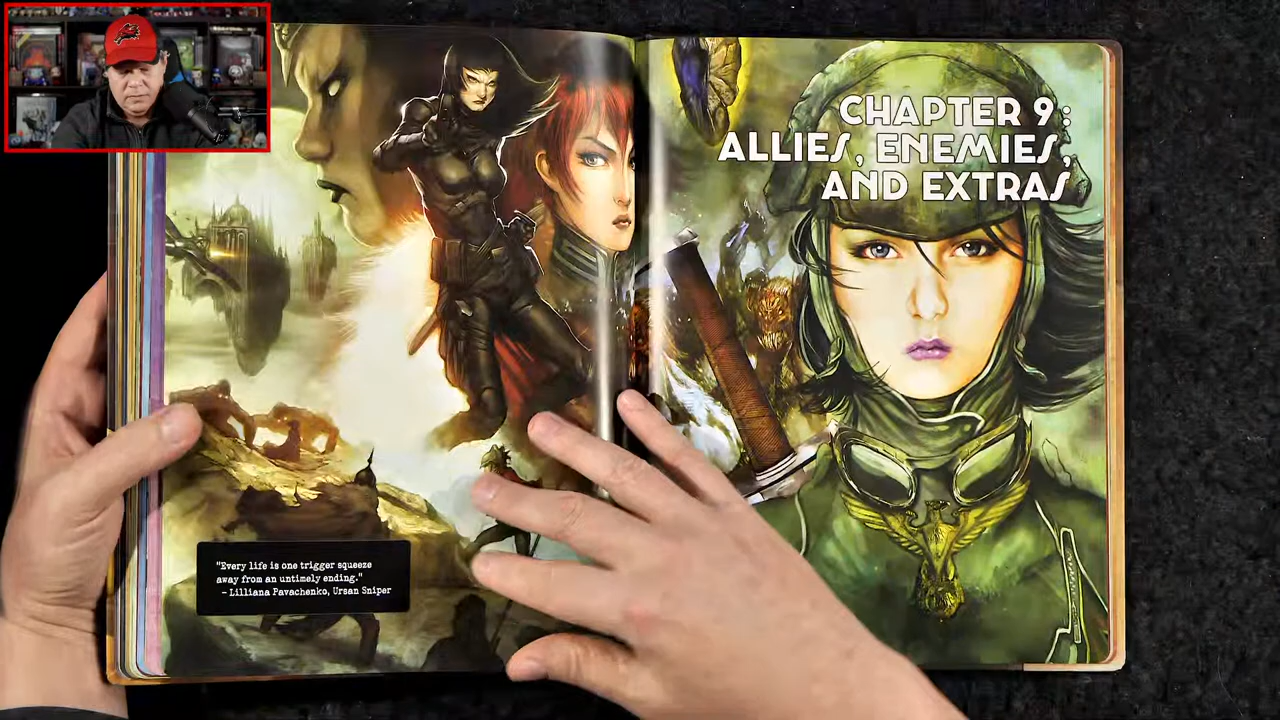 CHAPTER 9:
ALLIES, ENEMIES,
AND EXTRAS
"Every life is one trigger squeeze
away from an untimely ending."
- Lilliana Pavachenko, Ursan Sniper